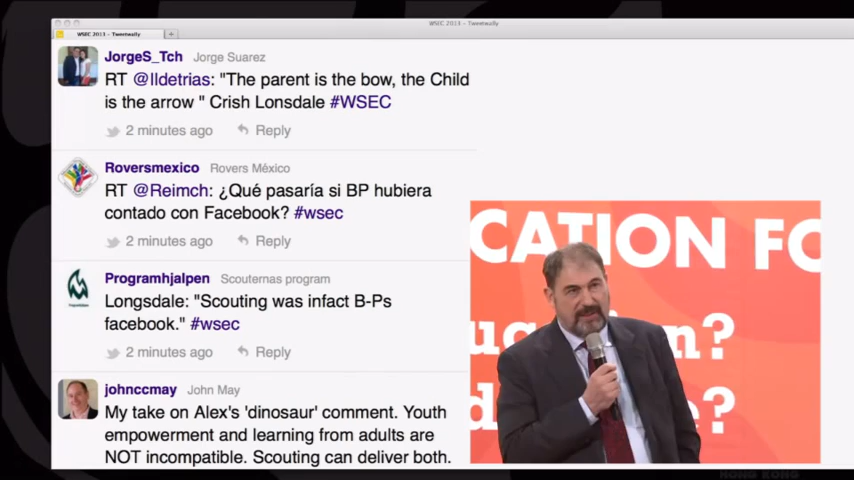 WSEC 2013 – Tweetwally
WSEC 2013 – Tweetwally
JorgeS_Tch Jorge Suarez
RT @Ildetrias: "The parent is the bow, the Child
is the arrow " Crish Lonsdale #WSEC
2 minutes ago Reply
Roversmexico Rovers México
RT @Reimch: ¿Qué pasaría si BP hubiera
contado con Facebook? #wsec
2 minutes ago Reply
Programhjalpen Scouternas program
Longsdale: "Scouting was infact B-Ps
facebook." #wsec
2 minutes ago Reply
johnccmay John May
My take on Alex's 'dinosaur' comment. Youth
empowerment and learning from adults are
NOT incompatible. Scouting can deliver both.
CATION FO
n?
?
HONG KONG